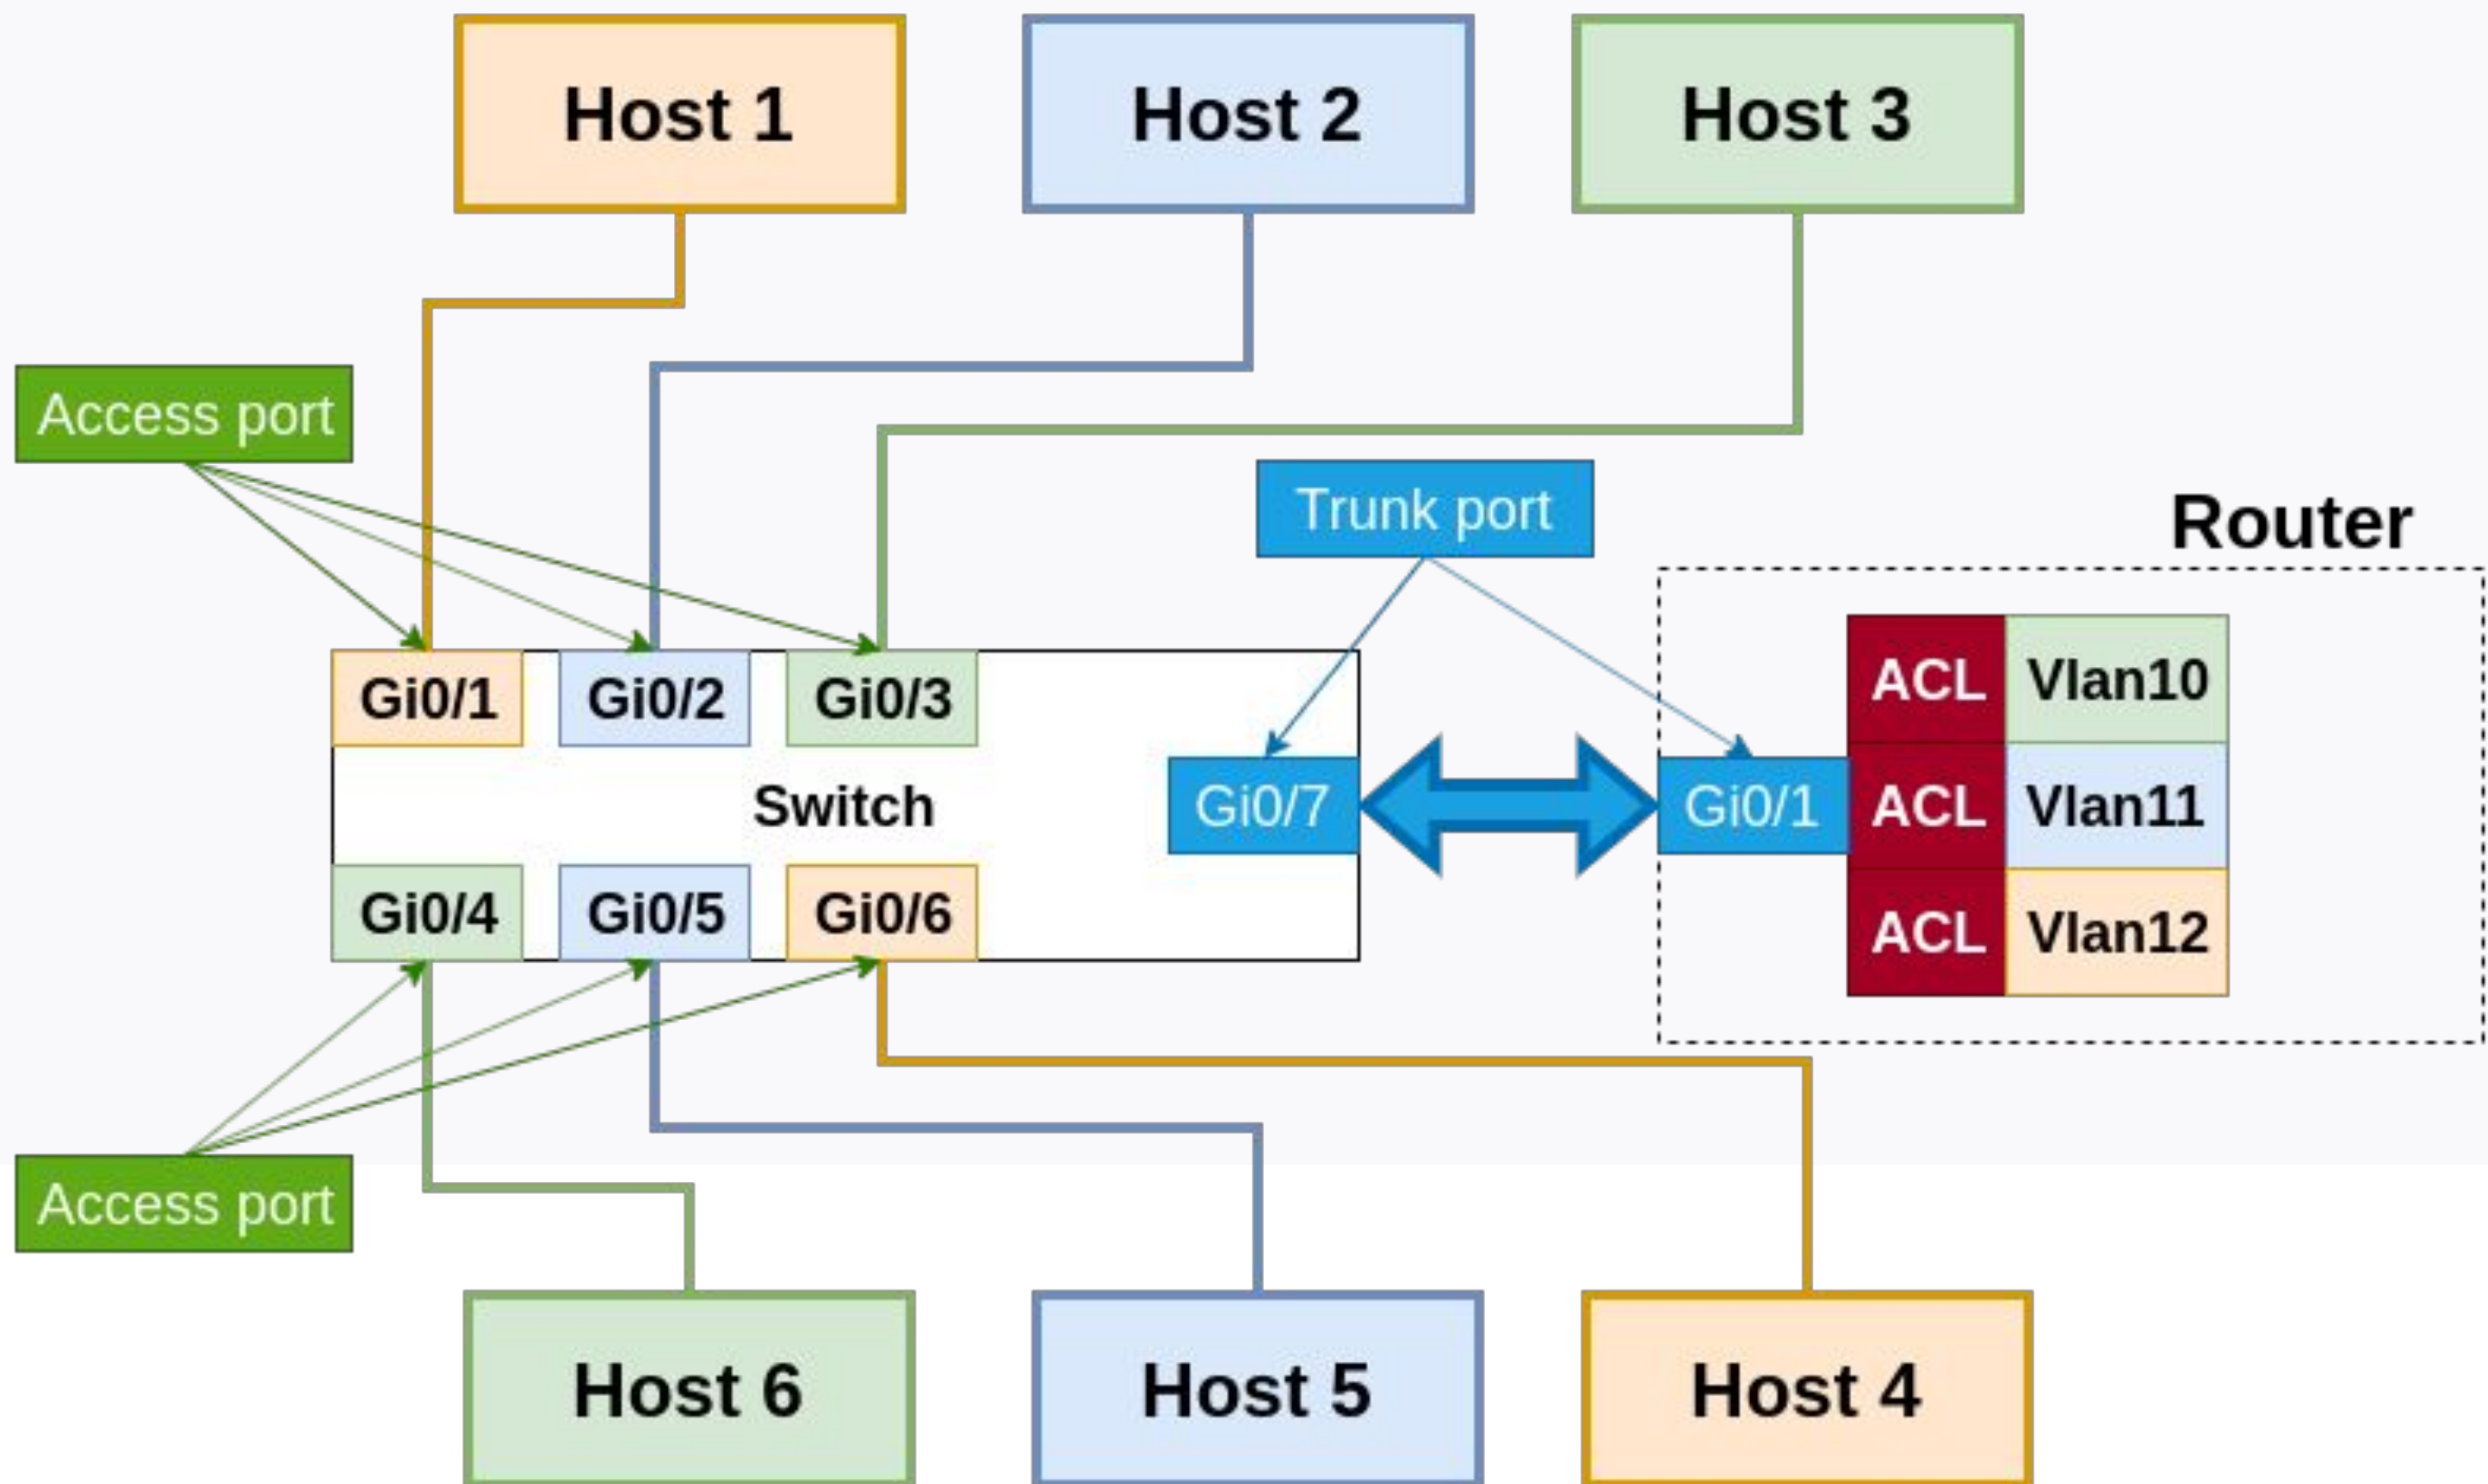 Host 1
Host 2
Host 3
Access port
Trunk port
Router
Gi0/1
Gi0/2
Gi0/3
ACL
Vlan10
Switch
Gi0/7
Gi0/1
ACL
Vlan11
Gi0/4
Gi0/5
Gi0/6
ACL
Vlan12
Access port
Host 6
Host 5
Host 4